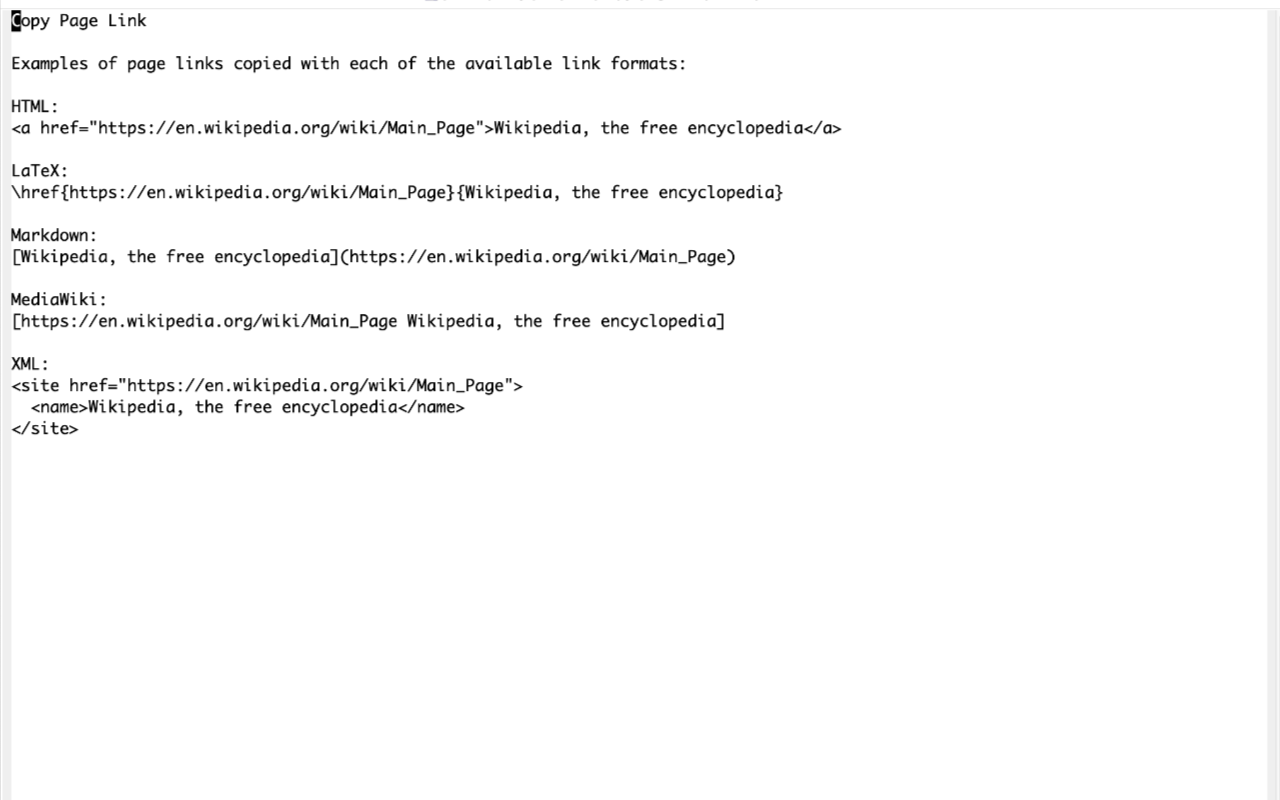 Copy Page Link
Examples of page links copied with each of the available link formats:
HTML:
<a href="https://en.wikipedia.org/wiki/Main_Page">Wikipedia, the free encyclopedia</a>
LaTeX:
\href{https://en.wikipedia.org/wiki/Main_Page}{Wikipedia, the free encyclopedia}
Markdown:
[Wikipedia, the free encyclopedia](https://en.wikipedia.org/wiki/Main_Page)
MediaWiki:
[https://en.wikipedia.org/wiki/Main_Page Wikipedia, the free encyclopedia]
XML:
<site href="https://en.wikipedia.org/wiki/Main_Page">
  <name>Wikipedia, the free encyclopedia</name>
</site>